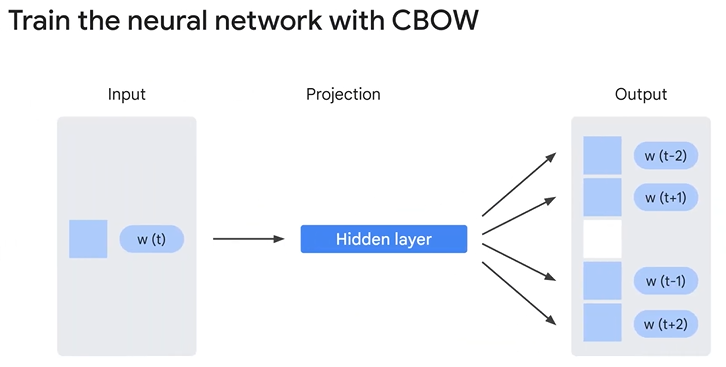 Train the neural network with CBOW
Input
Projection
Output
w (t)
Hidden layer
w (t-2)
w (t+1)
w (t-1)
w (t+2)